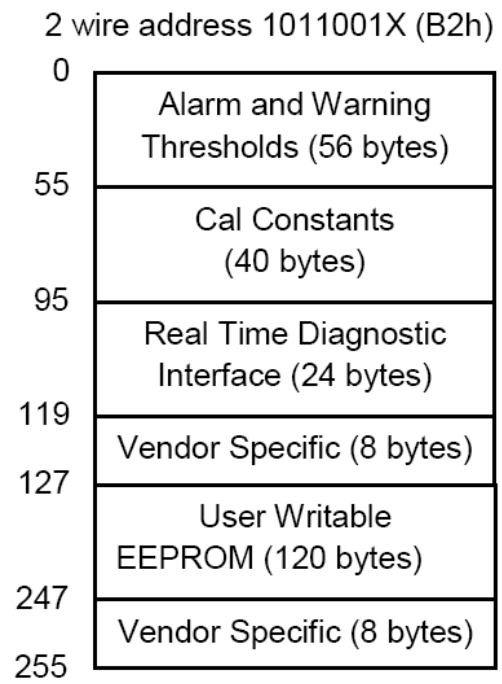 2 wire address 1011001X (B2h)
0
Alarm and Warning
Thresholds (56 bytes)
55
Cal Constants
(40 bytes)
95
Real Time Diagnostic
Interface (24 bytes)
119
Vendor Specific (8 bytes)
127
User Writable
EEPROM (120 bytes)
247
Vendor Specific (8 bytes)
255